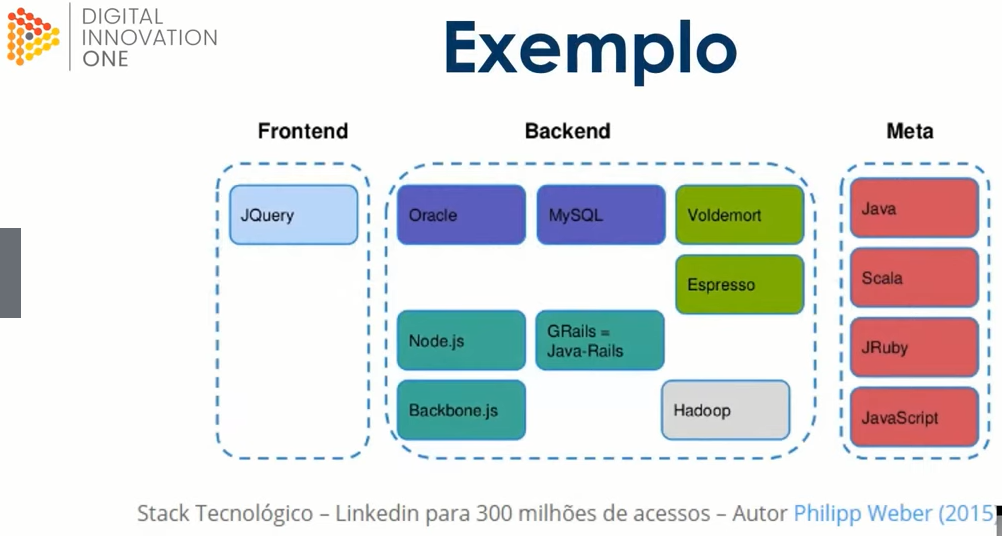 DIGITAL
INNOVATION
ONE
Exemplo
Frontend
Backend
Meta
JQuery
Oracle
MySQL
Voldemort
Java
Espresso
Scala
Node.js
GRails =
Java-Rails
JRuby
Backbone.js
Hadoop
JavaScript
Stack Tecnológico – Linkedin para 300 milhões de acessos – Autor Philipp Weber (2015)